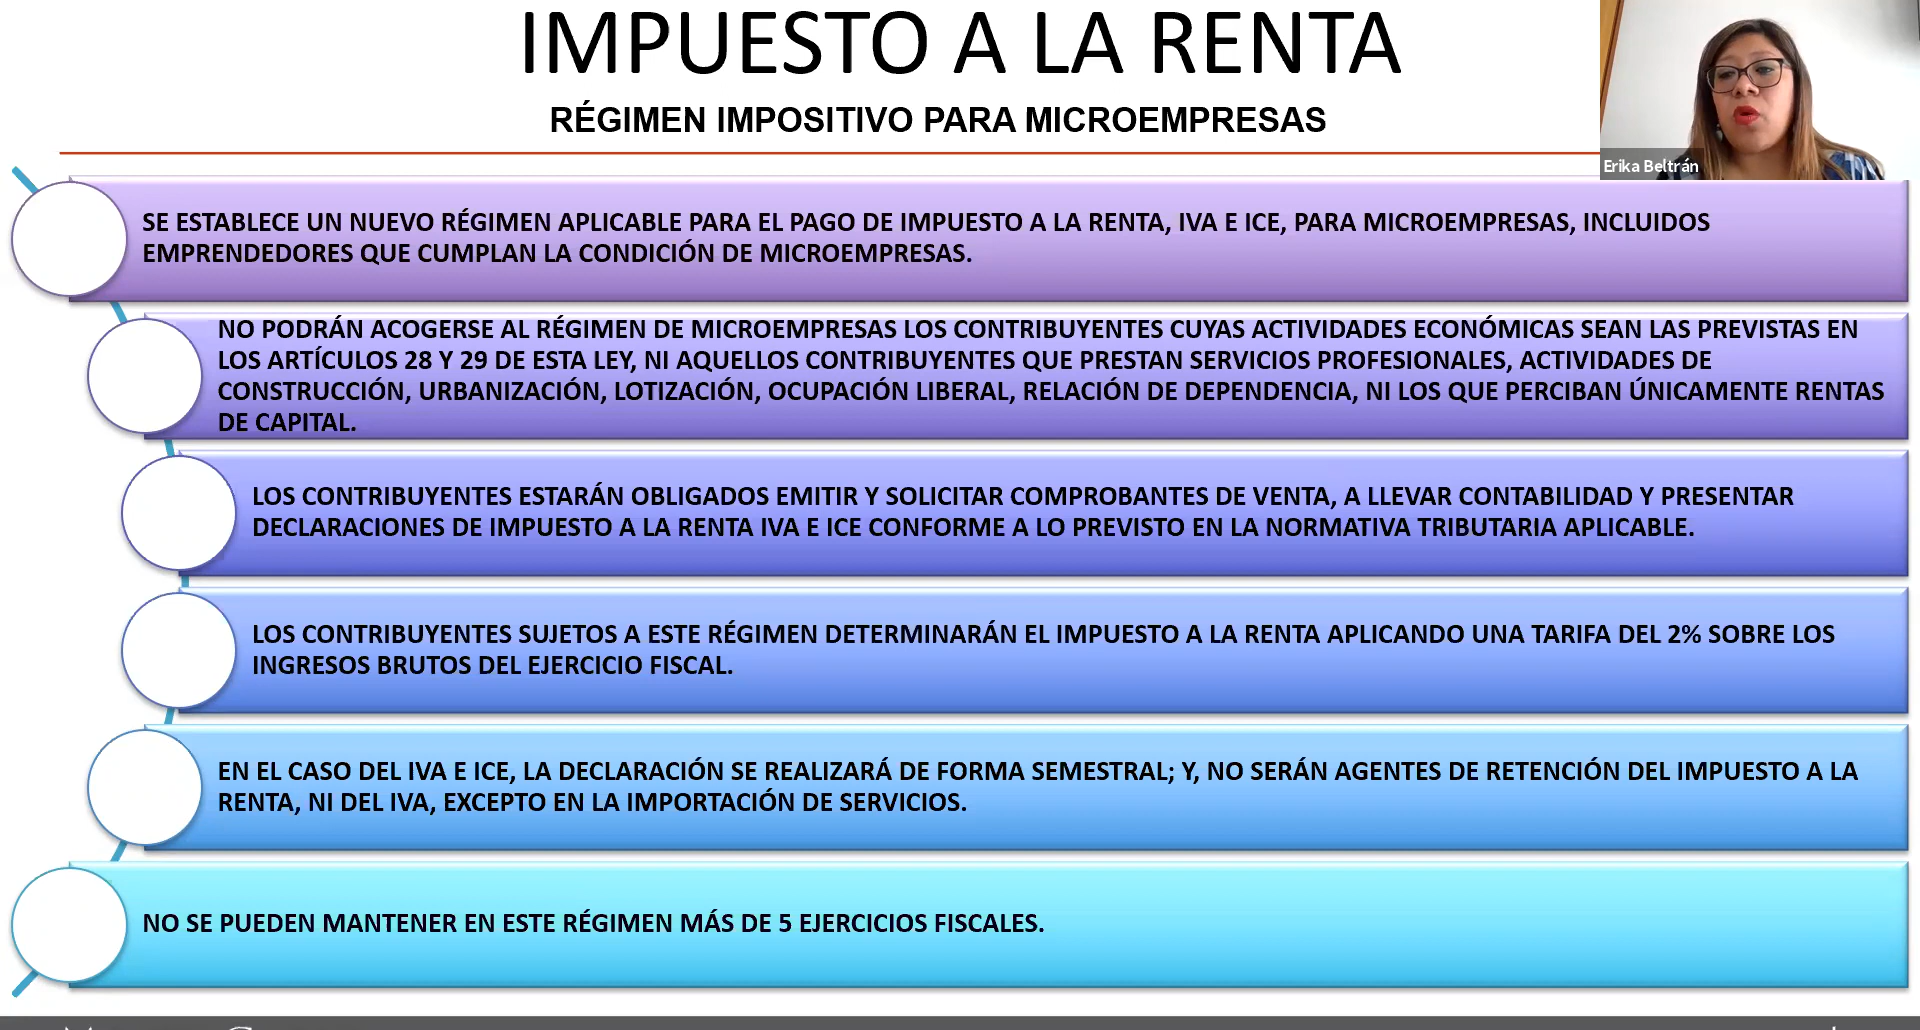 IMPUESTO A LA RENTA
RÉGIMEN IMPOSITIVO PARA MICROEMPRESAS
Erika Beltrán
SE ESTABLECE UN NUEVO RÉGIMEN APLICABLE PARA EL PAGO DE IMPUESTO A LA RENTA, IVA E ICE, PARA MICROEMPRESAS, INCLUIDOS
EMPRENDEDORES QUE CUMPLAN LA CONDICIÓN DE MICROEMPRESAS.
NO PODRÁN ACOGERSE AL RÉGIMEN DE MICROEMPRESAS LOS CONTRIBUYENTES CUYAS ACTIVIDADES ECONÓMICAS SEAN LAS PREVISTAS EN
LOS ARTÍCULOS 28 Y 29 DE ESTA LEY, NI AQUELLOS CONTRIBUYENTES QUE PRESTAN SERVICIOS PROFESIONALES, ACTIVIDADES DE
CONSTRUCCIÓN, URBANIZACIÓN, LOTIZACIÓN, OCUPACIÓN LIBERAL, RELACIÓN DE DEPENDENCIA, NI LOS QUE PERCIBAN ÚNICAMENTE RENTAS
DE CAPITAL.
LOS CONTRIBUYENTES ESTARÁN OBLIGADOS EMITIR Y SOLICITAR COMPROBANTES DE VENTA, A LLEVAR CONTABILIDAD Y PRESENTAR
DECLARACIONES DE IMPUESTO A LA RENTA IVA E ICE CONFORME A LO PREVISTO EN LA NORMATIVA TRIBUTARIA APLICABLE.
LOS CONTRIBUYENTES SUJETOS A ESTE RÉGIMEN DETERMINARÁN EL IMPUESTO A LA RENTA APLICANDO UNA TARIFA DEL 2% SOBRE LOS
INGRESOS BRUTOS DEL EJERCICIO FISCAL.
EN EL CASO DEL IVA E ICE, LA DECLARACIÓN SE REALIZARÁ DE FORMA SEMESTRAL; Y, NO SERÁN AGENTES DE RETENCIÓN DEL IMPUESTO A LA
RENTA, NI DEL IVA, EXCEPTO EN LA IMPORTACIÓN DE SERVICIOS.
NO SE PUEDEN MANTENER EN ESTE RÉGIMEN MÁS DE 5 EJERCICIOS FISCALES.